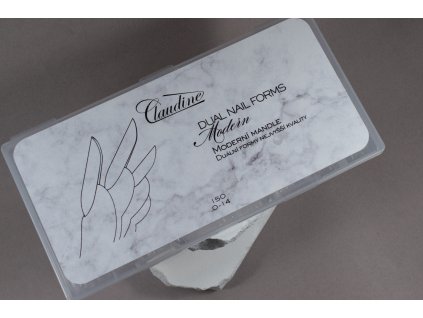 Claudine
DUAL NAIL FORMS
Modern
MODERNÍ MANDLE
DUÁLNÍ FORMY NEJVYŠŠÍ KVALITY
150
0-14